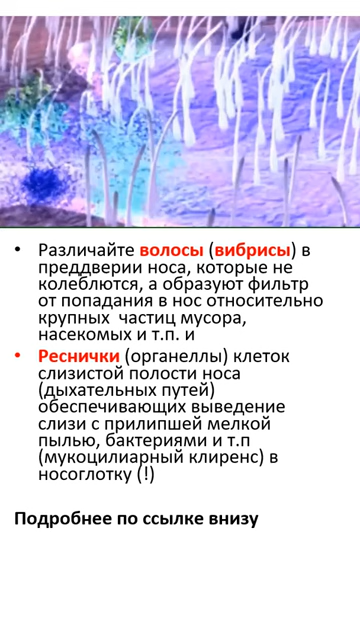 • Различайте волосы (вибрисы) в
преддверии носа, которые не
колеблются, а образуют фильтр
от попадания в нос относительно
крупных частиц мусора,
насекомых и т.п. и
• Реснички (органеллы) клеток
слизистой полости носа
(дыхательных путей)
обеспечивающих выведение
слизи с прилипшей мелкой
пылью, бактериями и т.п
(мукоцилиарный клиренс) в
носоглотку (!)
Подробнее по ссылке внизу